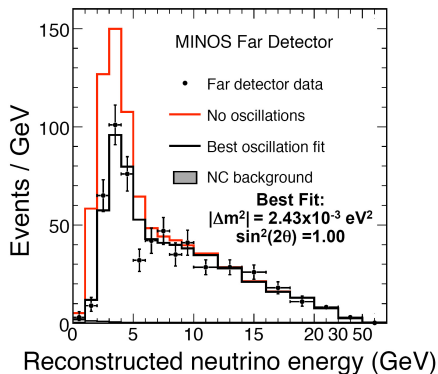 MINOS Far Detector
Far detector data
No oscillations
Best oscillation fit
NC background
Best Fit:
|Δm²| = 2.43x10⁻³ eV²
sin²(2θ) =1.00
Events / GeV
150
100
50
0
0 5 10 15 20 30 50
Reconstructed neutrino energy (GeV)